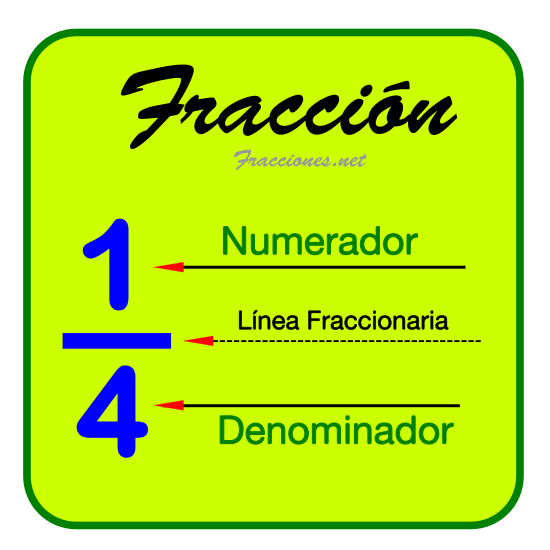 Fracción
Fracciones.net
1
Numerador
Línea Fraccionaria
4
Denominador